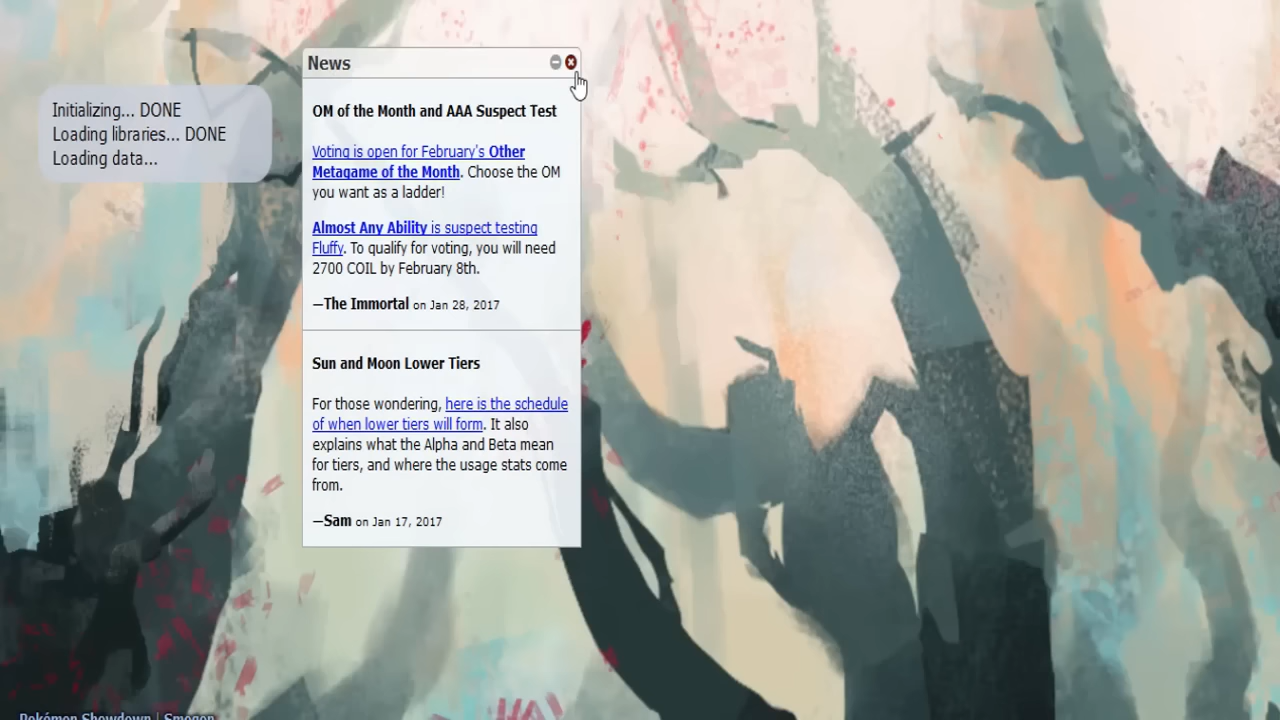 Initializing... DONE
Loading libraries... DONE
Loading data...
News
OM of the Month and AAA Suspect Test
Voting is open for February's Other
Metagame of the Month. Choose the OM
you want as a ladder!
Almost Any Ability is suspect testing
Fluffy. To qualify for voting, you will need
2700 COIL by February 8th.
—The Immortal on Jan 28, 2017
Sun and Moon Lower Tiers
For those wondering, here is the schedule
of when lower tiers will form. It also
explains what the Alpha and Beta mean
for tiers, and where the usage stats come
from.
—Sam on Jan 17, 2017
Pokémon Showdown | Smogon